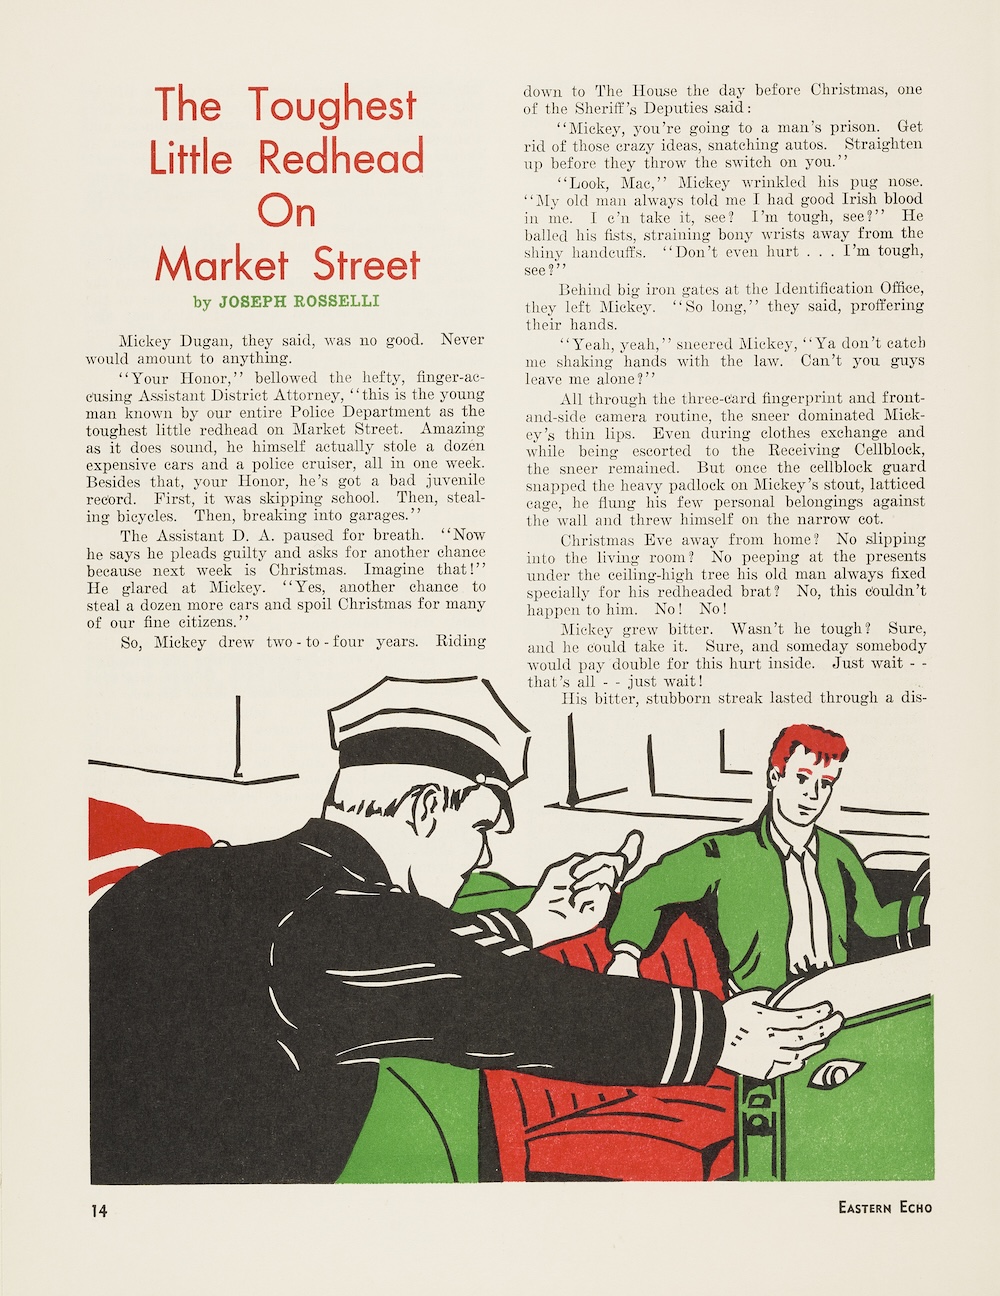 The Toughest
Little Redhead
On
Market Street
by JOSEPH ROSSELLI
Mickey Dugan, they said, was no good. Never
would amount to anything.
“Your Honor,” bellowed the hefty, finger-ac-
cusing Assistant District Attorney, “this is the young
man known by our entire Police Department as the
toughest little redhead on Market Street. Amazing
as it does sound, he himself actually stole a dozen
expensive cars and a police cruiser, all in one week.
Besides that, your Honor, he’s got a bad juvenile
record. First, it was skipping school. Then, steal-
ing bicycles. Then, breaking into garages.”
The Assistant D. A. paused for breath. “Now
he says he pleads guilty and asks for another chance
because next week is Christmas. Imagine that!”
He glared at Mickey. “Yes, another chance to
steal a dozen more cars and spoil Christmas for many
of our fine citizens.”
So, Mickey drew two - to - four years. Riding
down to The House the day before Christmas, one
of the Sheriff’s Deputies said:
“Mickey, you’re going to a man’s prison. Get
rid of those crazy ideas, snatching autos. Straighten
up before they throw the switch on you.”
“Look, Mac,” Mickey wrinkled his pug nose.
“My old man always told me I had good Irish blood
in me. I c’n take it, see? I’m tough, see?” He
balled his fists, straining bony wrists away from the
shiny handcuffs. “Don’t even hurt . . . I’m tough,
see?”
Behind big iron gates at the Identification Office,
they left Mickey. “So long,” they said, proffering
their hands.
“Yeah, yeah,” sneered Mickey, “Ya don’t catch
me shaking hands with the law. Can’t you guys
leave me alone?”
All through the three-card fingerprint and front-
and-side camera routine, the sneer dominated Mick-
ey’s thin lips. Even during clothes exchange and
while being escorted to the Receiving Cellblock,
the sneer remained. But once the cellblock guard
snapped the heavy padlock on Mickey’s stout, latticed
cage, he flung his few personal belongings against
the wall and threw himself on the narrow cot.
Christmas Eve away from home? No slipping
into the living room? No peeping at the presents
under the ceiling-high tree his old man always fixed
specially for his redheaded brat? No, this couldn’t
happen to him. No! No!
Mickey grew bitter. Wasn’t he tough? Sure,
and he could take it. Sure, and someday somebody
would pay double for this hurt inside. Just wait - -
that’s all - - just wait!
His bitter, stubborn streak lasted through a dis-
PD
14
EASTERN ECHO